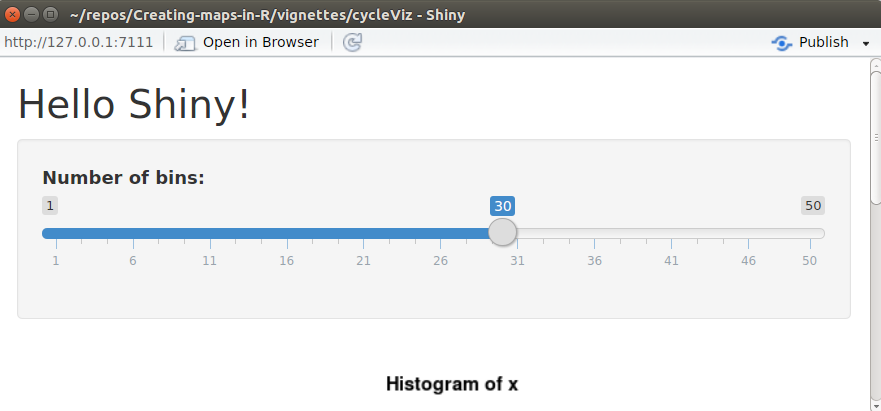 ~/repos/Creating-maps-in-R/vignettes/cycleViz - Shiny
http://127.0.0.1:7111 Open in Browser Publish
Hello Shiny!
Number of bins:
1 30 50
1 6 11 16 21 26 31 36 41 46 50
Histogram of x